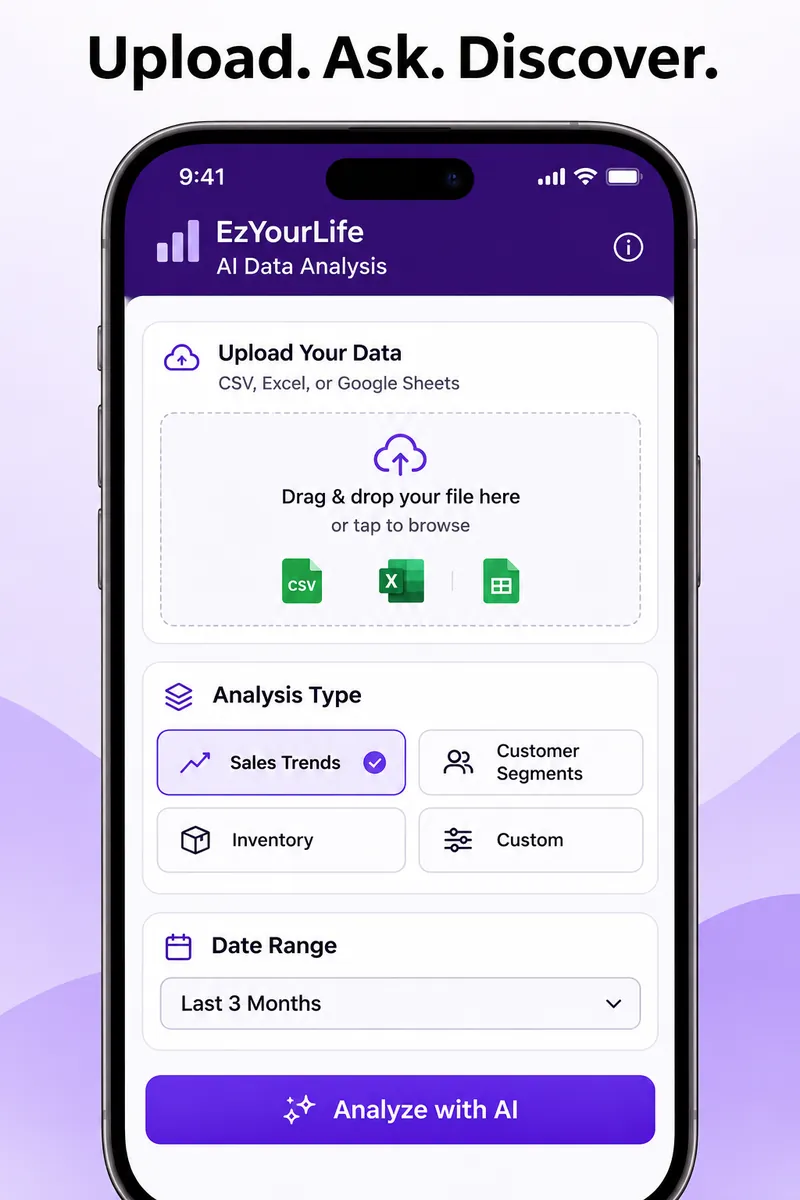 Upload. Ask. Discover.
9:41
EzYourLife
AI Data Analysis
Upload Your Data
CSV, Excel, or Google Sheets
Drag & drop your file here
or tap to browse
CSV
X
Analysis Type
Sales Trends
Customer
Segments
Inventory
Custom
Date Range
Last 3 Months
Analyze with AI